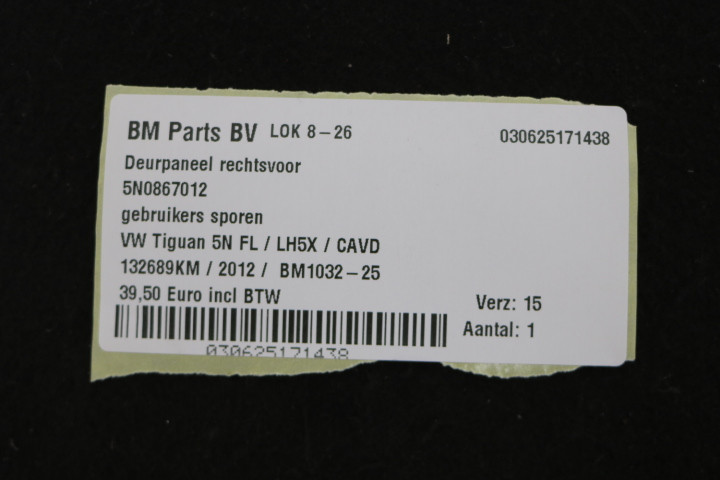 BM Parts BV LOK 8-26 030625171438
Deurpaneel rechtsvoor
5N0867012
gebruikers sporen
VW Tiguan 5N FL / LH5X / CAVD
132689KM / 2012 / BM1032-25
39,50 Euro incl BTW
Verz: 15
Aantal: 1
030625171438